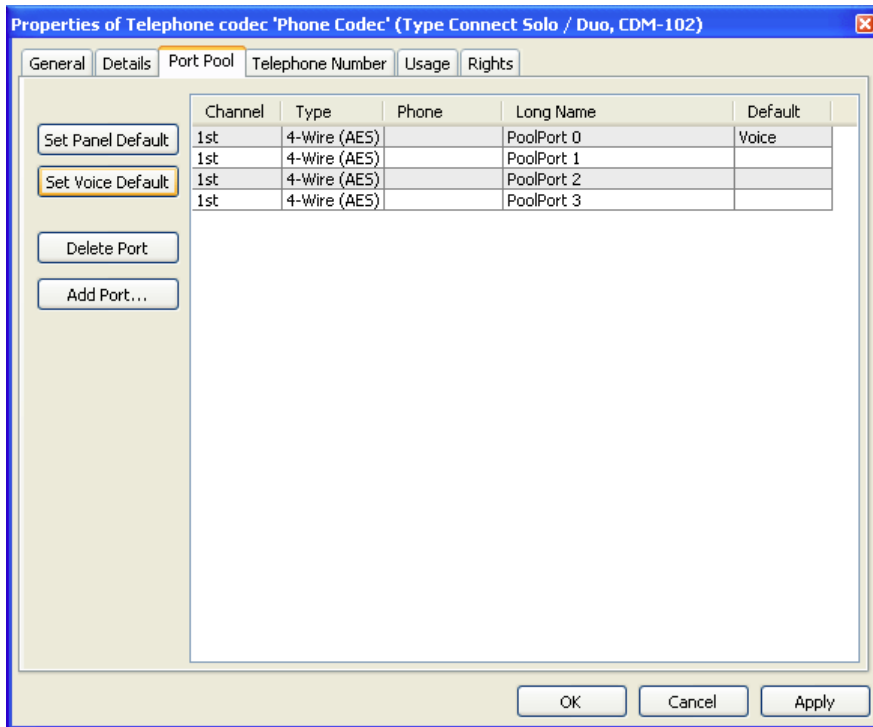 Properties of Telephone codec 'Phone Codec' (Type Connect Solo / Duo, CDM-102)
General Details Port Pool Telephone Number Usage Rights
Set Panel Default
Set Voice Default
Delete Port
Add Port...
Channel Type Phone Long Name Default
1st 4-Wire (AES) PoolPort 0 Voice
1st 4-Wire (AES) PoolPort 1
1st 4-Wire (AES) PoolPort 2
1st 4-Wire (AES) PoolPort 3
OK Cancel Apply